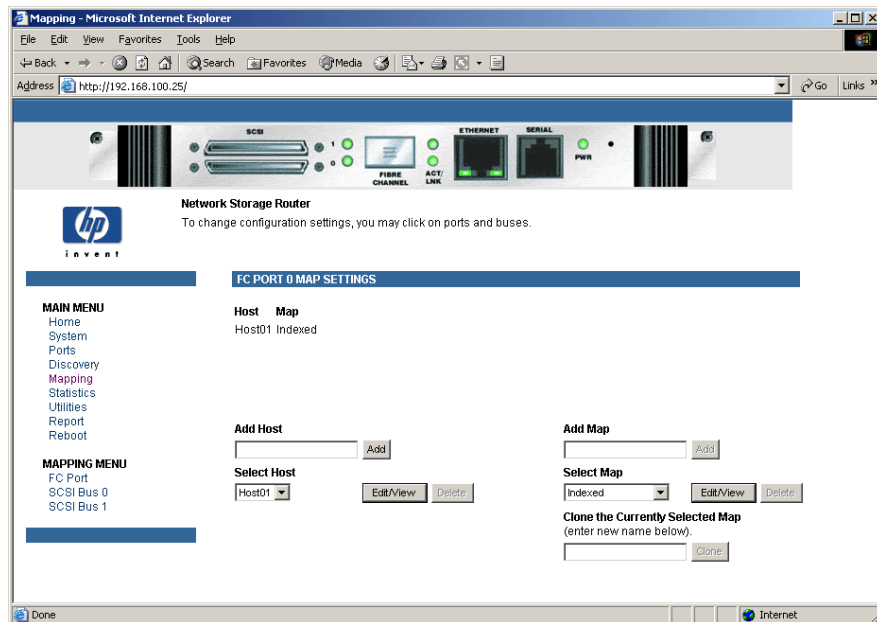 Mapping - Microsoft Internet Explorer
File Edit View Favorites Tools Help
Back Search Favorites Media
Address http://192.168.100.25/ Go Links »
SCSI
1
0
FIBRE CHANNEL
ACT/ LNK
ETHERNET
SERIAL
PWR
hp
invent
Network Storage Router
To change configuration settings, you may click on ports and buses.
FC PORT 0 MAP SETTINGS
MAIN MENU
Home
System
Ports
Discovery
Mapping
Statistics
Utilities
Report
Reboot
MAPPING MENU
FC Port
SCSI Bus 0
SCSI Bus 1
Host Map
Host01 Indexed
Add Host
Add
Select Host
Host01 Edit/View Delete
Add Map
Add
Select Map
Indexed Edit/View Delete
Clone the Currently Selected Map
(enter new name below).
Clone
Done Internet